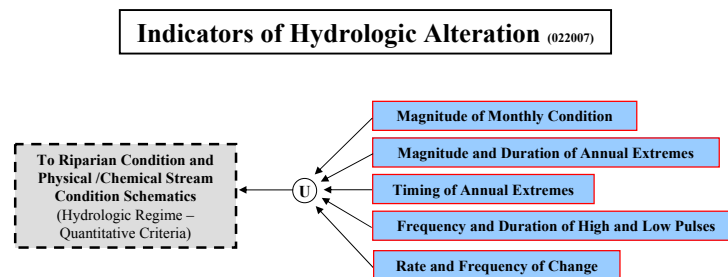 Indicators of Hydrologic Alteration (022007)
Magnitude of Monthly Condition
Magnitude and Duration of Annual Extremes
To Riparian Condition and
Physical /Chemical Stream
Condition Schematics
(Hydrologic Regime –
Quantitative Criteria)
U
Timing of Annual Extremes
Frequency and Duration of High and Low Pulses
Rate and Frequency of Change